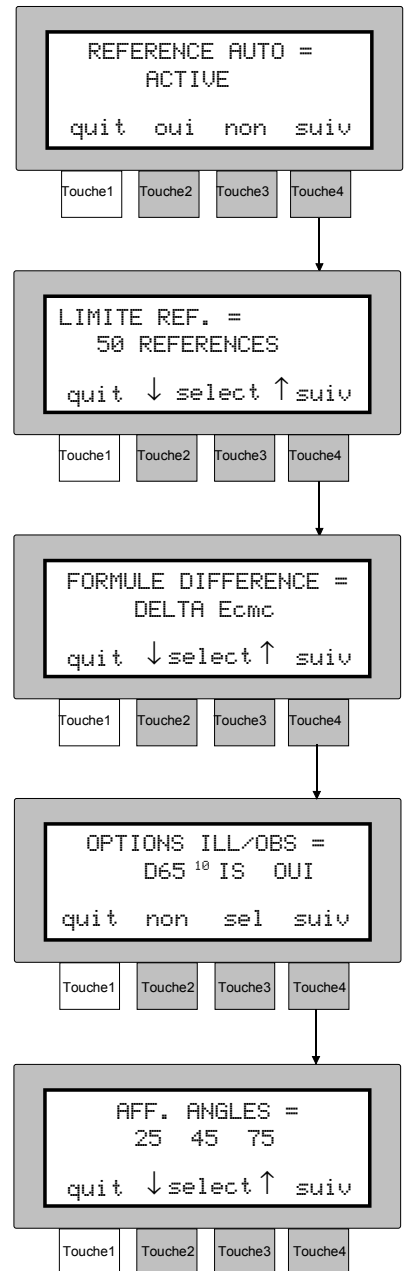 REFERENCE AUTO =
ACTIVE
quit oui non suiv
Touche1 Touche2 Touche3 Touche4
LIMITE REF. =
50 REFERENCES
quit ↓ select ↑ suiv
Touche1 Touche2 Touche3 Touche4
FORMULE DIFFERENCE =
DELTA Ecmc
quit ↓ select ↑ suiv
Touche1 Touche2 Touche3 Touche4
OPTIONS ILL/OBS =
D65 10 IS OUI
quit non sel suiv
Touche1 Touche2 Touche3 Touche4
AFF. ANGLES =
25 45 75
quit ↓ select ↑ suiv
Touche1 Touche2 Touche3 Touche4